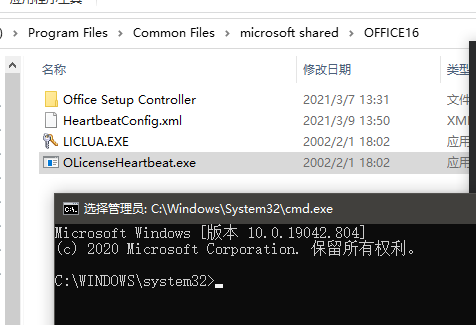 Program Files > Common Files > microsoft shared > OFFICE16
名称 修改日期 类型
Office Setup Controller 2021/3/7 13:31 文件
HeartbeatConfig.xml 2021/3/9 13:50 XM
LICLUA.EXE 2002/2/1 18:02 应用
OLicenseHeartbeat.exe 2002/2/1 18:02 应用
选择管理员: C:\Windows\System32\cmd.exe
Microsoft Windows [版本 10.0.19042.804]
(c) 2020 Microsoft Corporation. 保留所有权利。
C:\WINDOWS\system32>